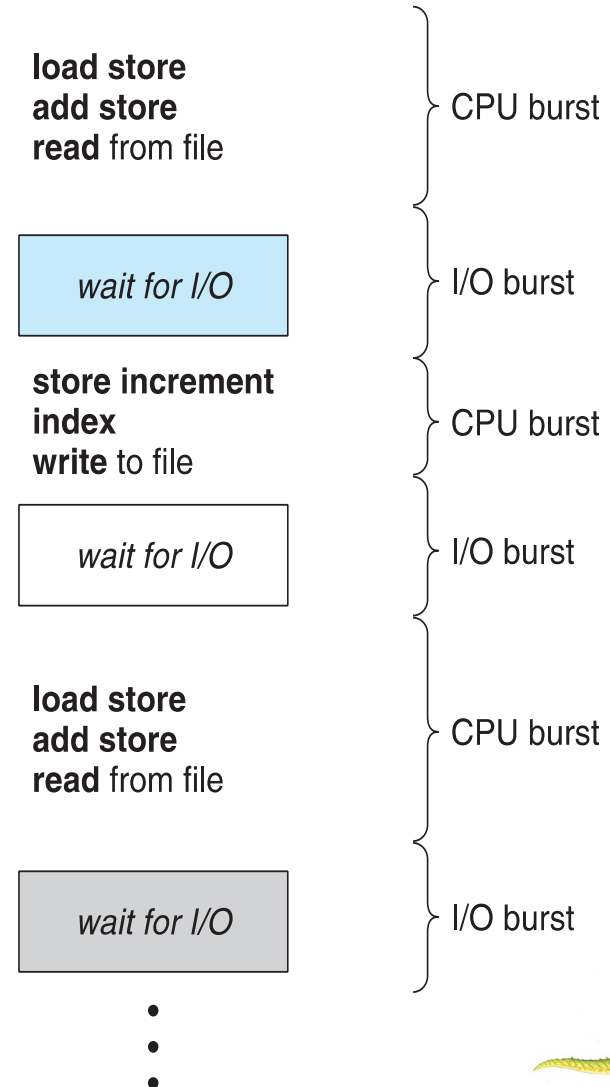 load store
add store
read from file
CPU burst
wait for I/O
I/O burst
store increment
index
write to file
CPU burst
wait for I/O
I/O burst
load store
add store
read from file
CPU burst
wait for I/O
I/O burst